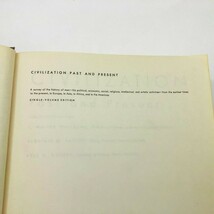 CIVILIZATION PAST AND PRESENT
A survey of the history of man—his political, economic, social, religious, intellectual, and artistic activities—from the earliest times
to the present, in Europe, in Asia, in Africa, and in the Americas
SINGLE-VOLUME EDITION